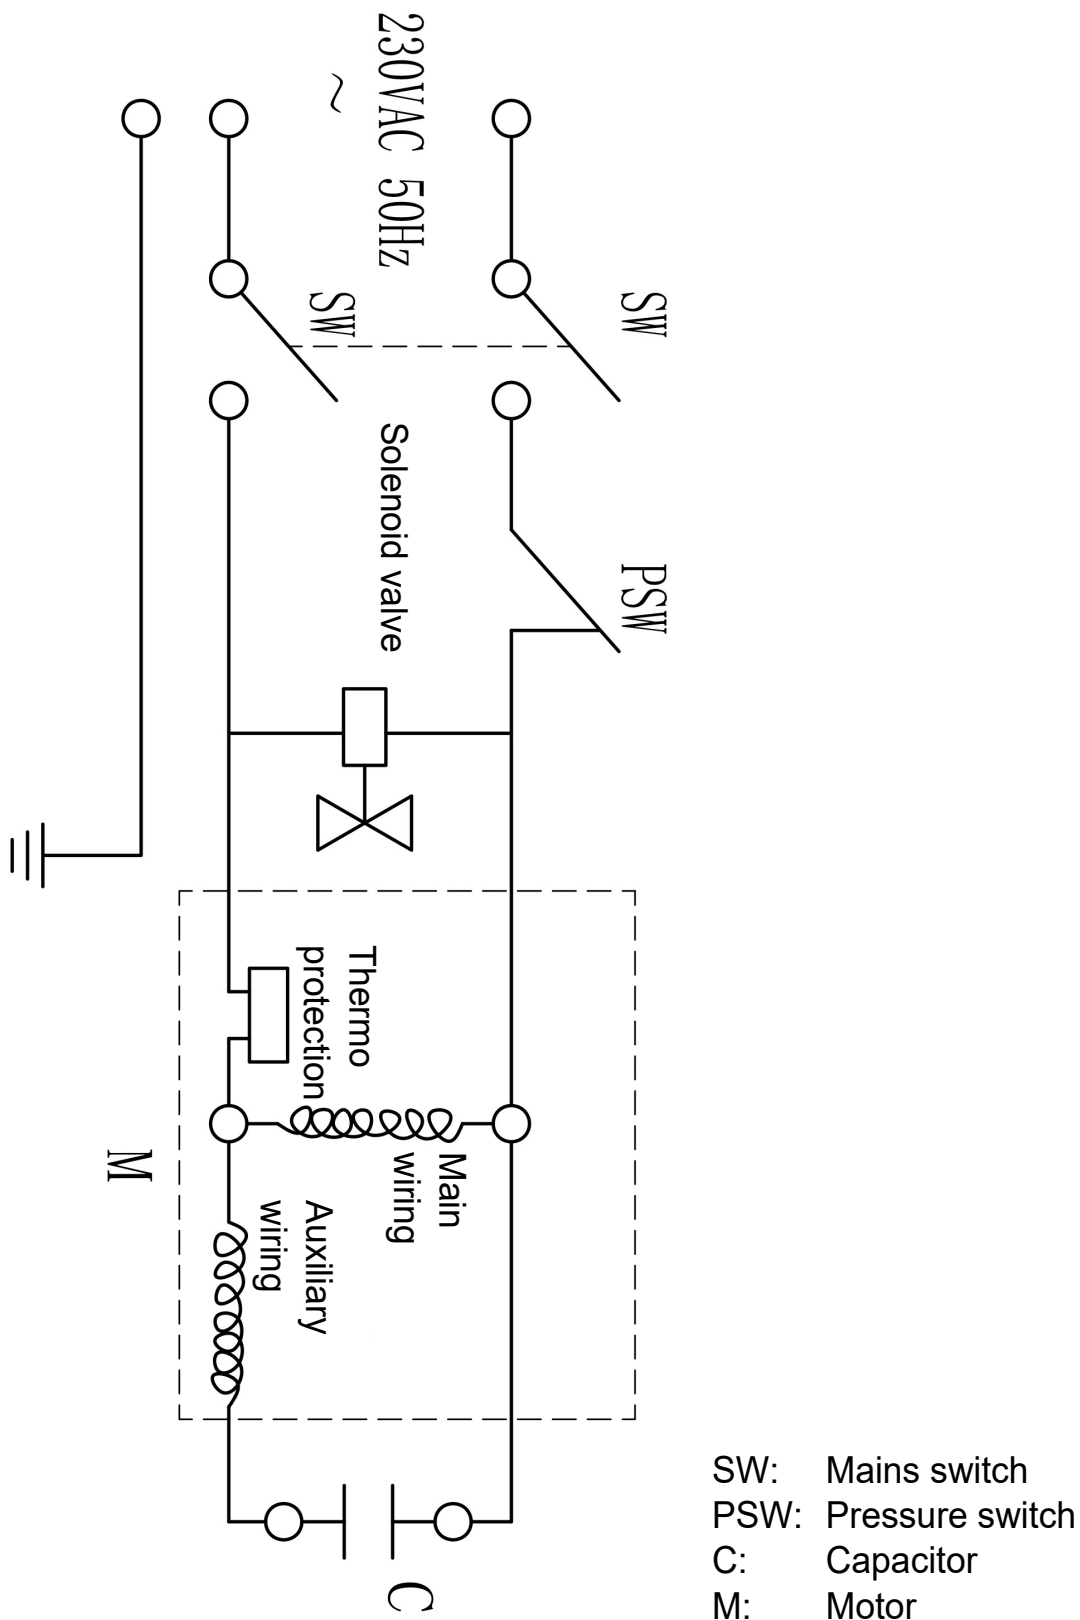 230VAC 50Hz
~
SW
SW
Solenoid valve
PSW
Thermo
protection
Main
wiring
Auxiliary
wiring
M
C
SW: Mains switch
PSW: Pressure switch
C: Capacitor
M: Motor